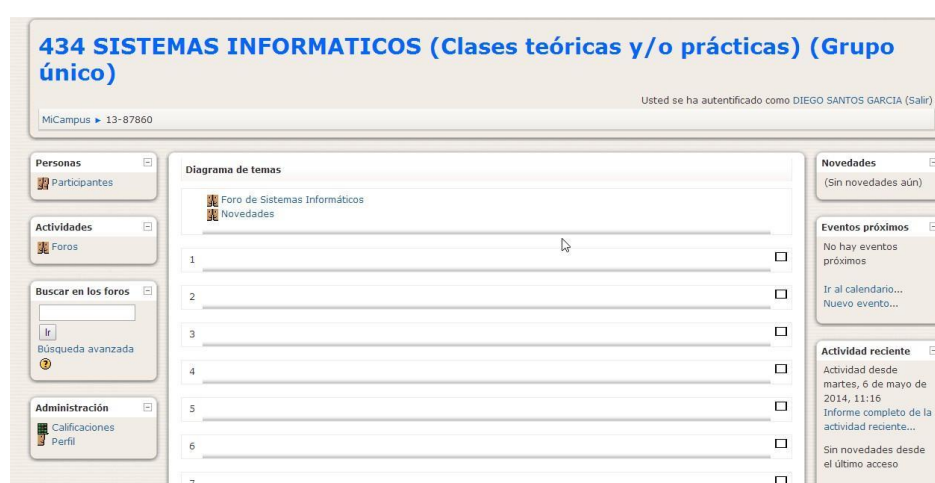 434 SISTEMAS INFORMATICOS (Clases teóricas y/o prácticas) (Grupo
único)
Usted se ha autentificado como DIEGO SANTOS GARCIA (Salir)
MiCampus ► 13-87860
Personas
Participantes
Actividades
Foros
Buscar en los foros
Ir
Búsqueda avanzada
Administración
Calificaciones
Perfil
Diagrama de temas
Foro de Sistemas Informáticos
Novedades
1
2
3
4
5
6
7
Novedades
(Sin novedades aún)
Eventos próximos
No hay eventos
próximos
Ir al calendario...
Nuevo evento...
Actividad reciente
Actividad desde
martes, 6 de mayo de
2014, 11:16
Informe completo de la
actividad reciente...
Sin novedades desde
el último acceso